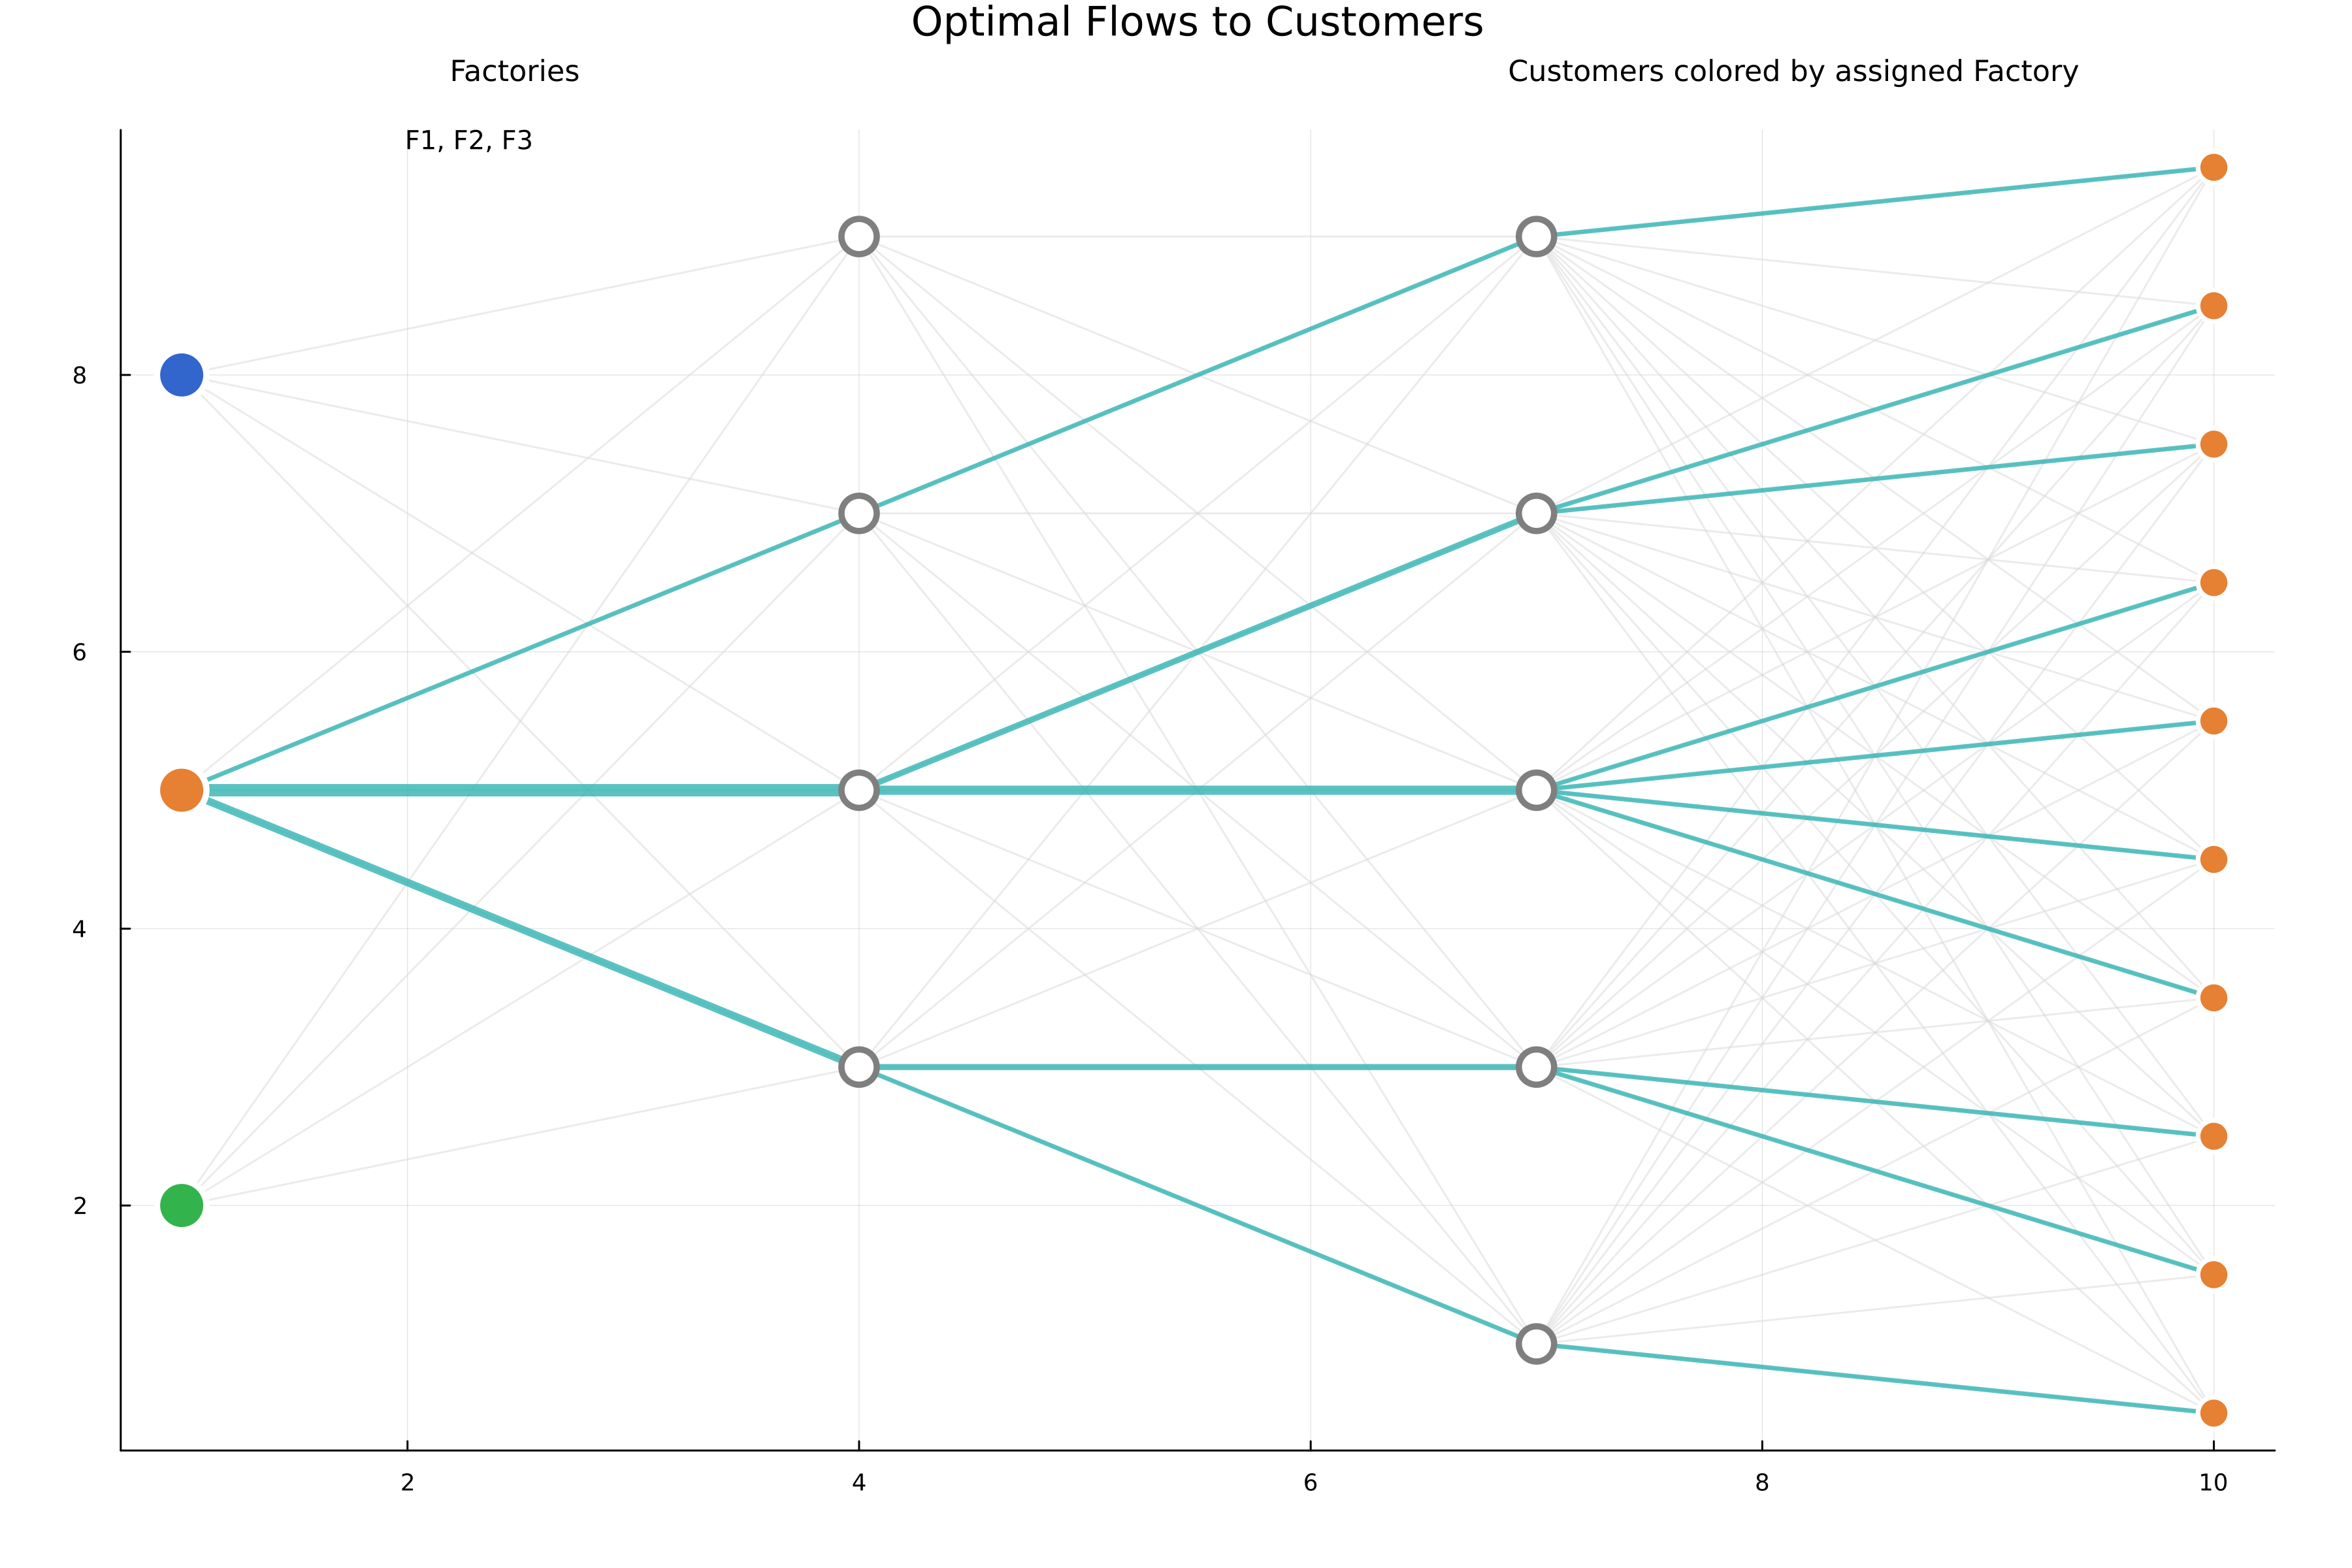 Optimal Flows to Customers
Factories
Customers colored by assigned Factory
F1, F2, F3
8
6
4
2
2
4
6
8
10